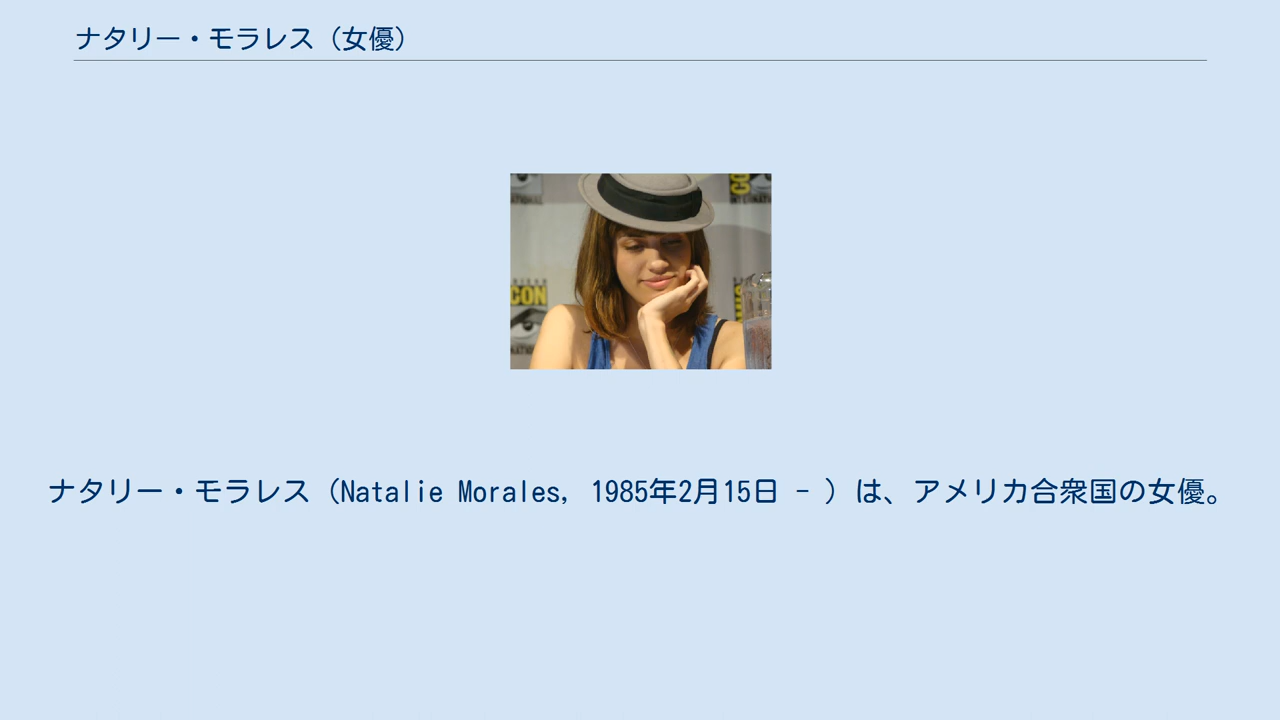 ナタリー・モラレス（女優）
CON
CON
ナタリー・モラレス（Natalie Morales, 1985年2月15日 - ）は、アメリカ合衆国の女優。